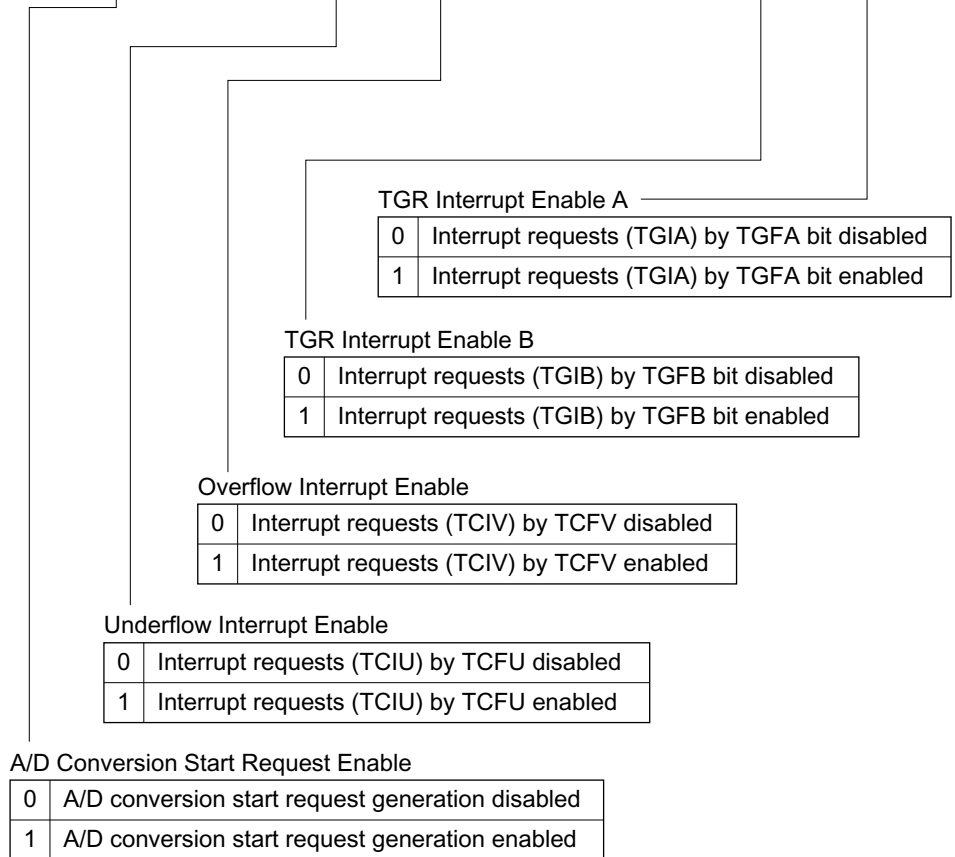 TGR Interrupt Enable A
0 Interrupt requests (TGIA) by TGFA bit disabled
1 Interrupt requests (TGIA) by TGFA bit enabled
TGR Interrupt Enable B
0 Interrupt requests (TGIB) by TGFB bit disabled
1 Interrupt requests (TGIB) by TGFB bit enabled
Overflow Interrupt Enable
0 Interrupt requests (TCIV) by TCFV disabled
1 Interrupt requests (TCIV) by TCFV enabled
Underflow Interrupt Enable
0 Interrupt requests (TCIU) by TCFU disabled
1 Interrupt requests (TCIU) by TCFU enabled
A/D Conversion Start Request Enable
0 A/D conversion start request generation disabled
1 A/D conversion start request generation enabled